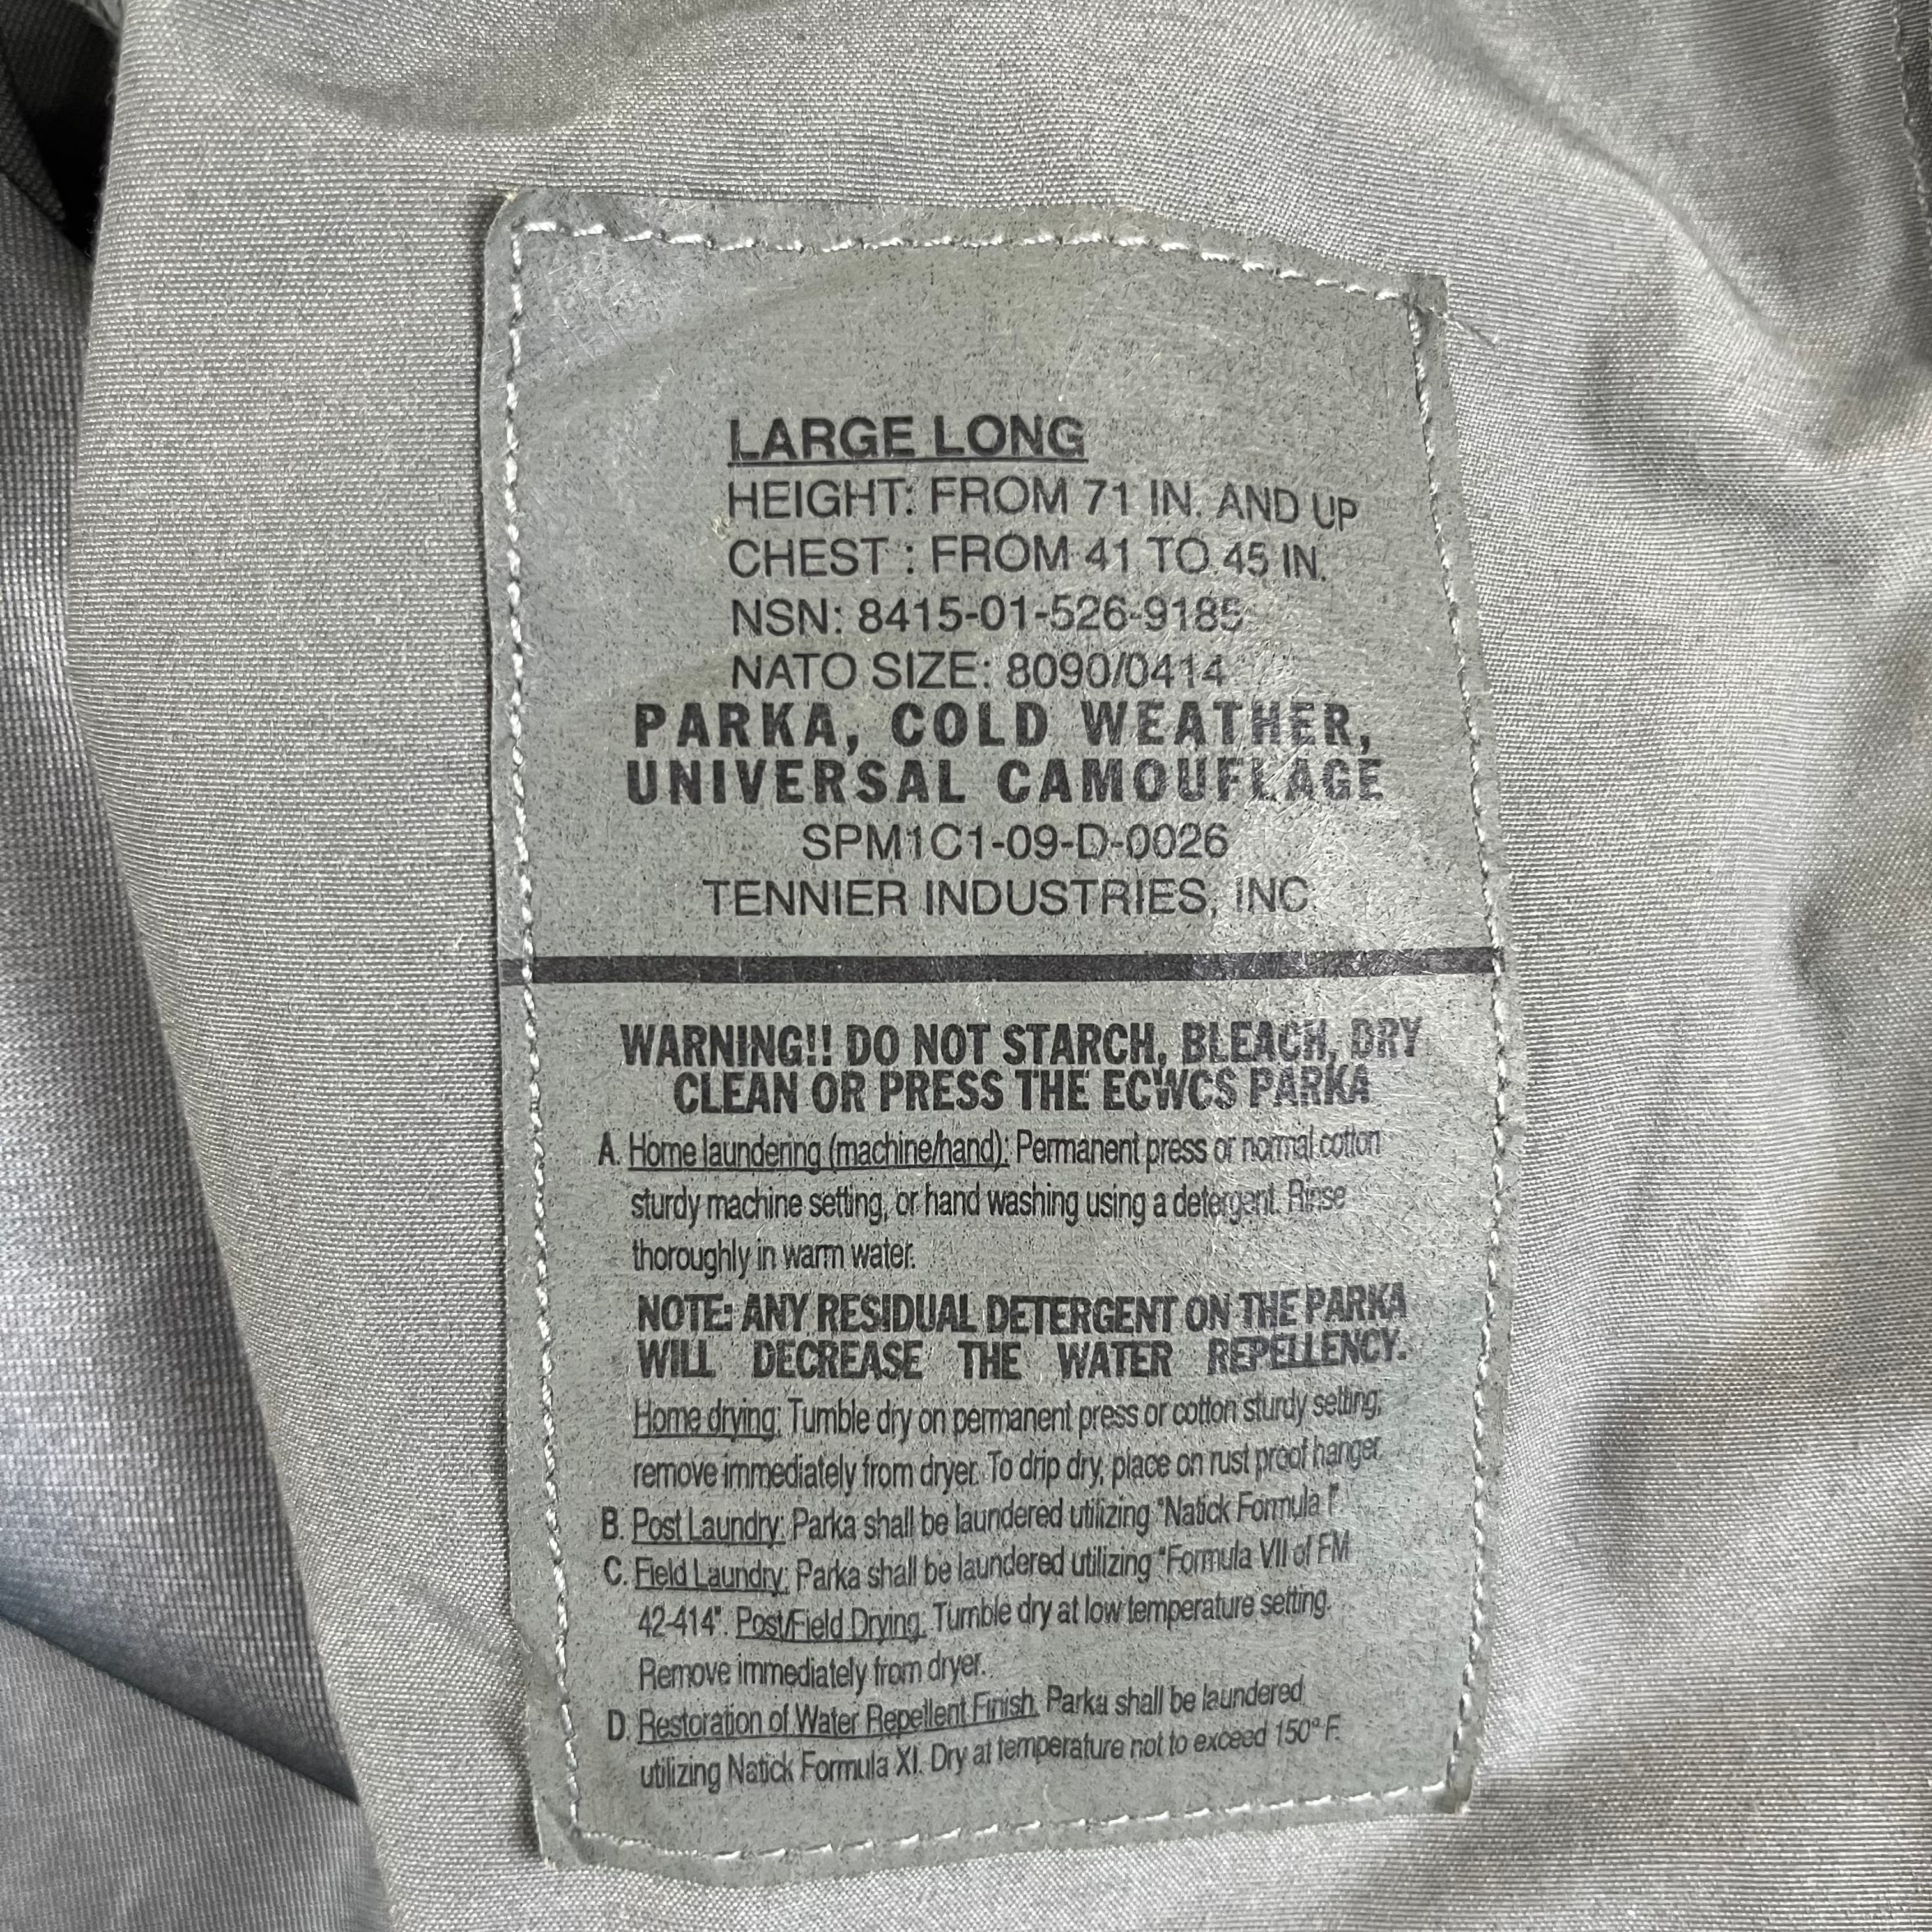 LARGE LONG
HEIGHT: FROM 71 IN. AND UP
CHEST : FROM 41 TO 45 IN.
NSN: 8415-01-526-9185
NATO SIZE: 8090/0414
PARKA, COLD WEATHER,
UNIVERSAL CAMOUFLAGE
SPM1C1-09-D-0026
TENNIER INDUSTRIES, INC.
WARNING!! DO NOT STARCH, BLEACH, DRY
CLEAN OR PRESS THE ECWCS PARKA
A. Home laundering (machine/hand): Permanent press or normal cotton
sturdy machine setting, or hand washing using a detergent. Rinse
thoroughly in warm water.
NOTE: ANY RESIDUAL DETERGENT ON THE PARKA
WILL DECREASE THE WATER REPELLENCY.
Home drying: Tumble dry on permanent press or cotton sturdy setting;
remove immediately from dryer. To drip dry, place on rust proof hanger.
B. Post Laundry: Parka shall be laundered utilizing "Natick Formula I"
C. Field Laundry: Parka shall be laundered utilizing "Formula VII of FM
42-414". Post/Field Drying. Tumble dry at low temperature setting.
Remove immediately from dryer.
D. Restoration of Water Repellent Finish. Parka shall be laundered
utilizing Natick Formula XI. Dry at temperature not to exceed 150° F.